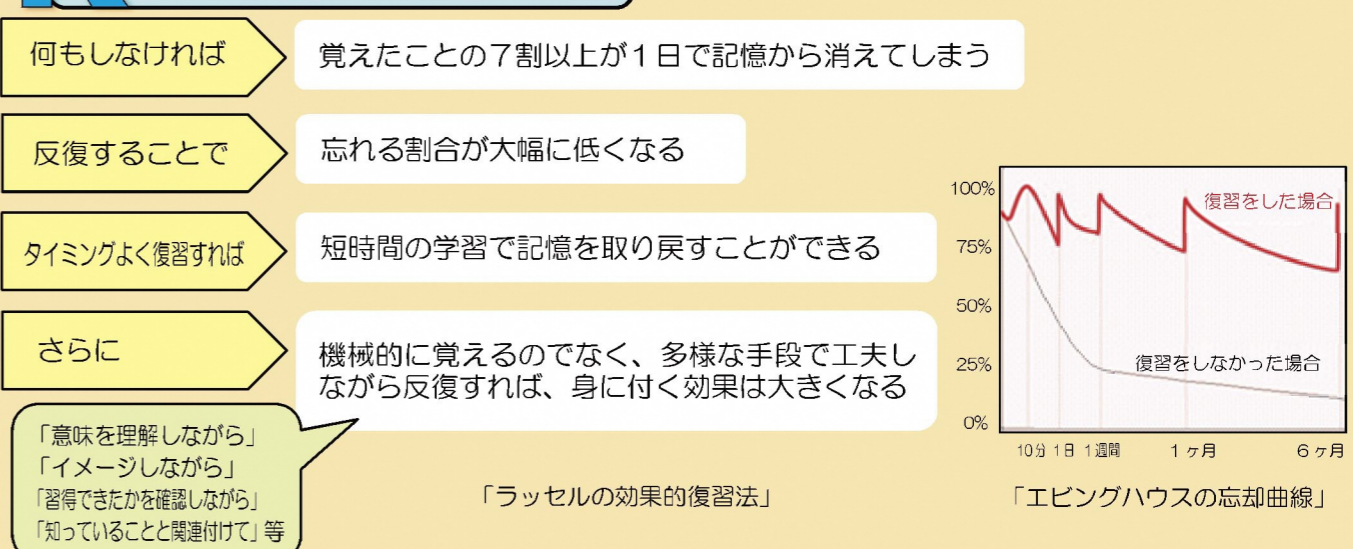 何もしなければ
覚えたことの7割以上が1日で記憶から消えてしまう
反復することで
忘れる割合が大幅に低くなる
タイミングよく復習すれば
短時間の学習で記憶を取り戻すことができる
さらに
機械的に覚えるのでなく、多様な手段で工夫し
ながら反復すれば、身に付く効果は大きくなる
「意味を理解しながら」
「イメージしながら」
「習得できたかを確認しながら」
「知っていることと関連付けて」等
「ラッセルの効果的復習法」
100%
75%
50%
25%
0%
復習をした場合
復習をしなかった場合
10分 1日 1週間 1ヶ月 6ヶ月
「エビングハウスの忘却曲線」